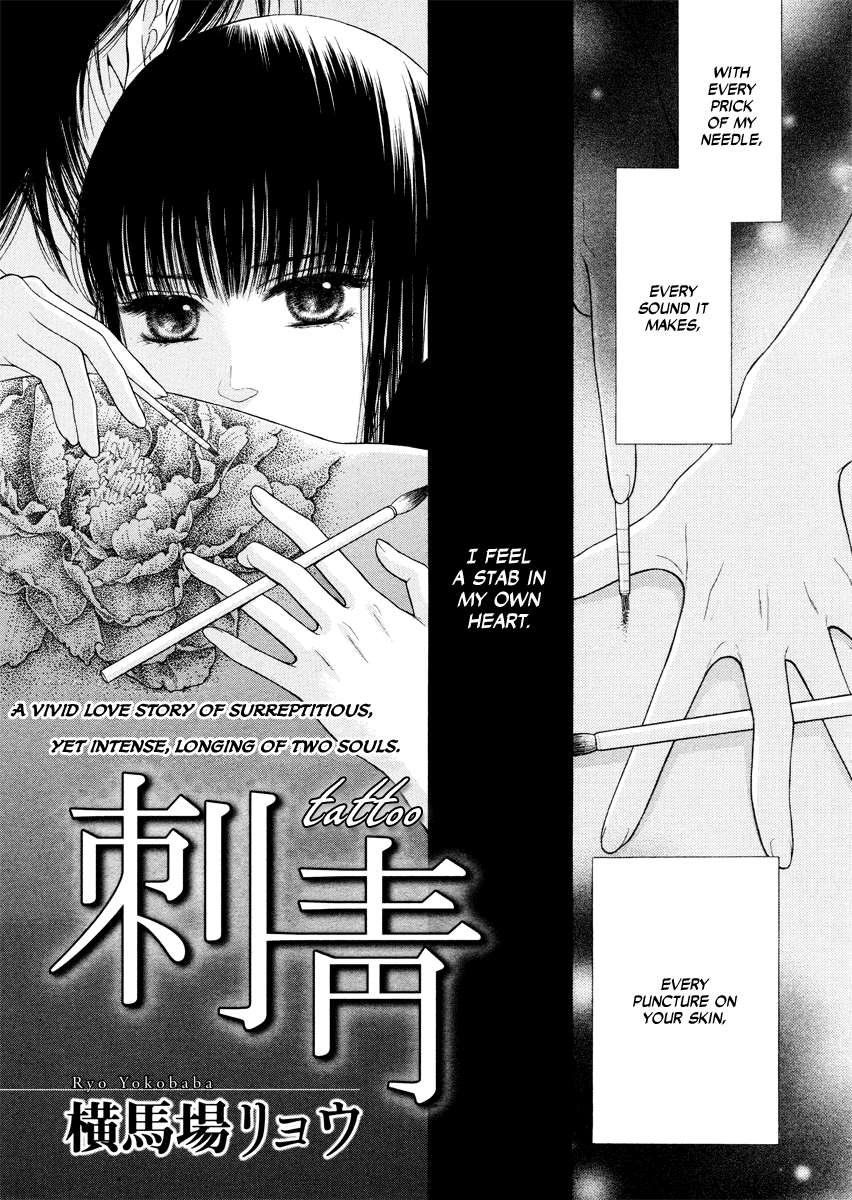 WITH
EVERY
PRICK
OF MY
NEEDLE,
EVERY
SOUND IT
MAKES,
EVERY
PUNCTURE ON
YOUR SKIN,
I FEEL
A STAB IN
MY OWN
HEART.
A VIVID LOVE STORY OF SURREPTITIOUS,
YET INTENSE, LONGING OF TWO SOULS.
tattoo
刺青
Ryo Yokobaba
横馬場リョウ